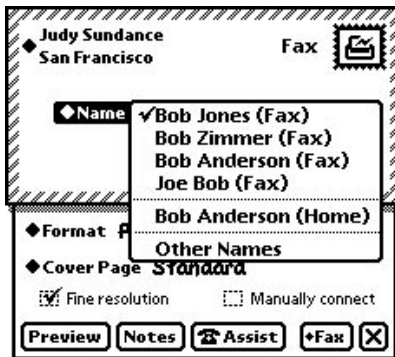 ◆Judy Sundance
San Francisco
Fax
◆Name
✓Bob Jones (Fax)
Bob Zimmer (Fax)
Bob Anderson (Fax)
Joe Bob (Fax)
Bob Anderson (Home)
Other Names
◆Format
◆Cover Page Standard
Fine resolution
Manually connect
Preview Notes ☎Assist ◆Fax X